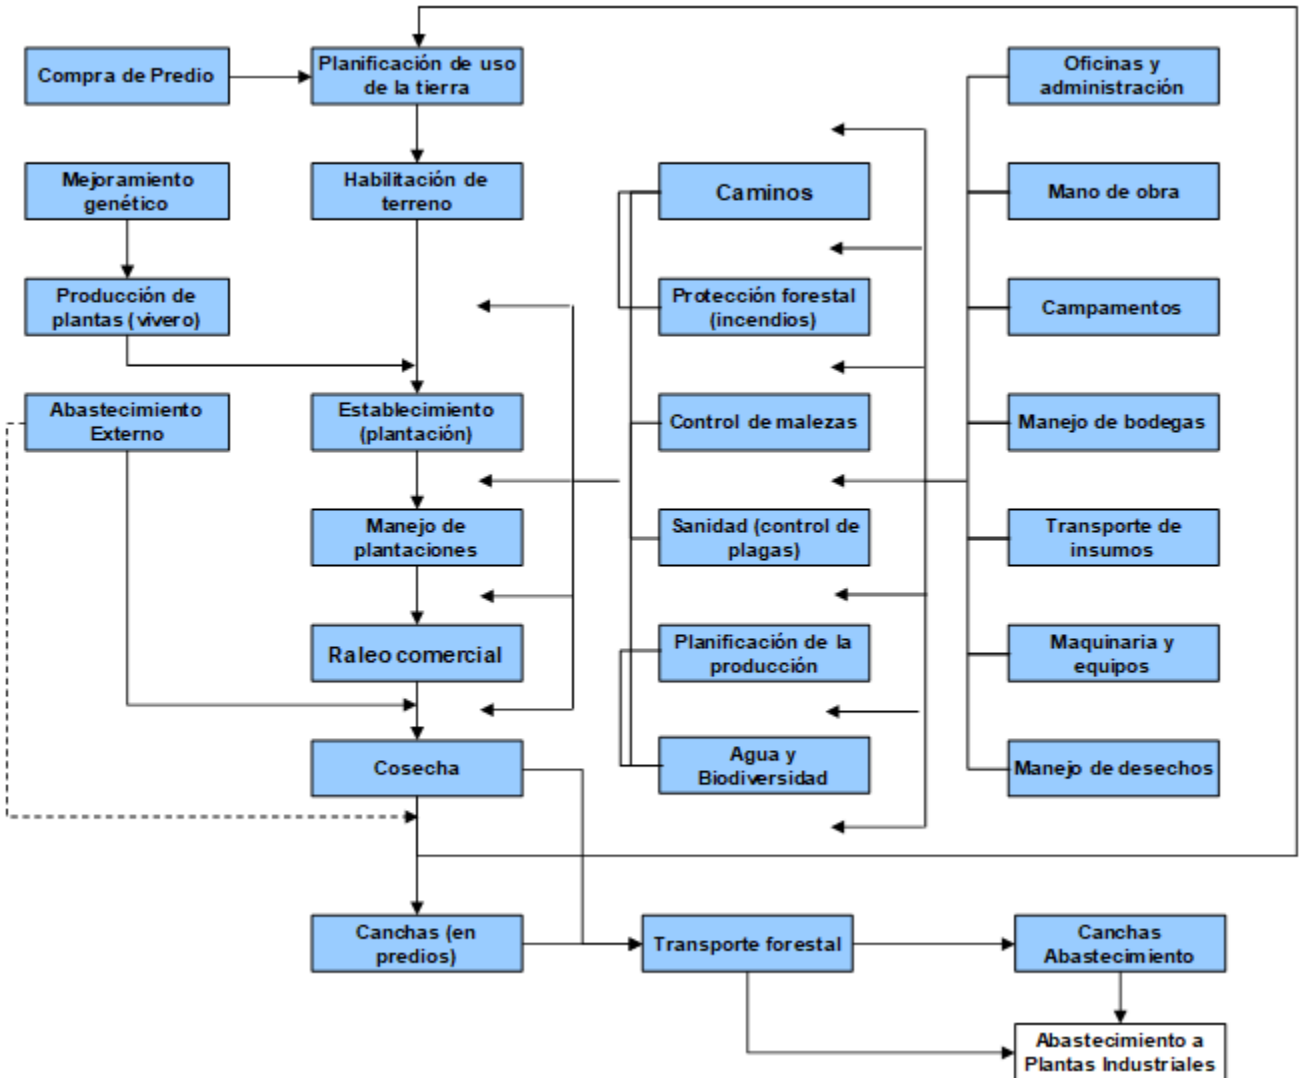 Compra de Predio
Planificación de uso
de la tierra
Oficinas y
administración
Mejoramiento
genético
Habilitación de
terreno
Caminos
Mano de obra
Producción de
plantas (vivero)
Protección forestal
(incendios)
Campamentos
Abastecimiento
Externo
Establecimiento
(plantación)
Control de malezas
Manejo de bodegas
Manejo de
plantaciones
Sanidad (control de
plagas)
Transporte de
insumos
Raleo comercial
Planificación de la
producción
Maquinaria y
equipos
Cosecha
Agua y
Biodiversidad
Manejo de desechos
Canchas (en
predios)
Transporte forestal
Canchas
Abastecimiento
Abastecimiento a
Plantas Industriales